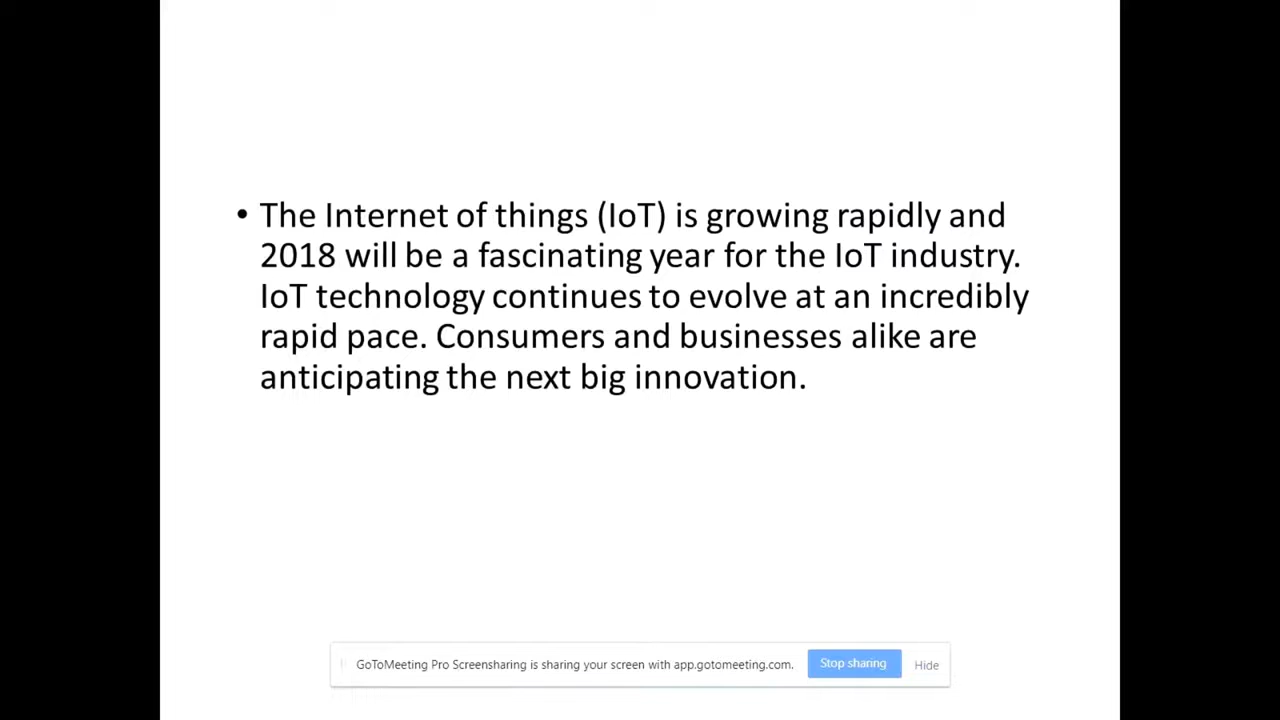 • The Internet of things (IoT) is growing rapidly and
2018 will be a fascinating year for the IoT industry.
IoT technology continues to evolve at an incredibly
rapid pace. Consumers and businesses alike are
anticipating the next big innovation.
GoToMeeting Pro Screensharing is sharing your screen with app.gotomeeting.com. Stop sharing Hide